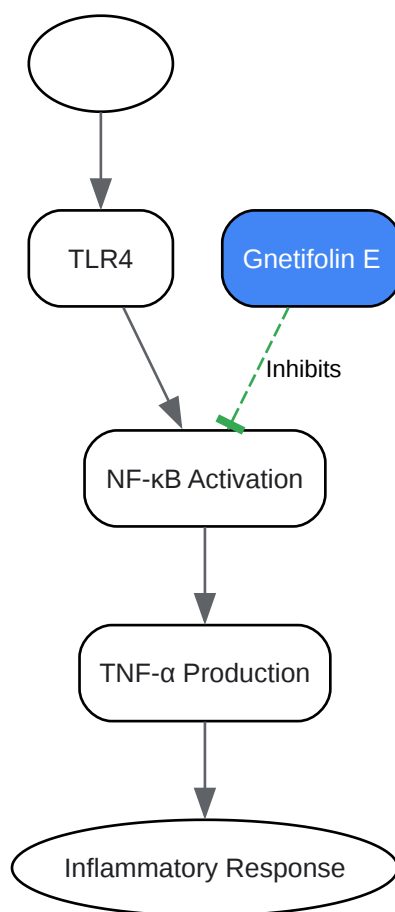 TLR4
Gnetifolin E
Inhibits
NF-κB Activation
TNF-α Production
Inflammatory Response